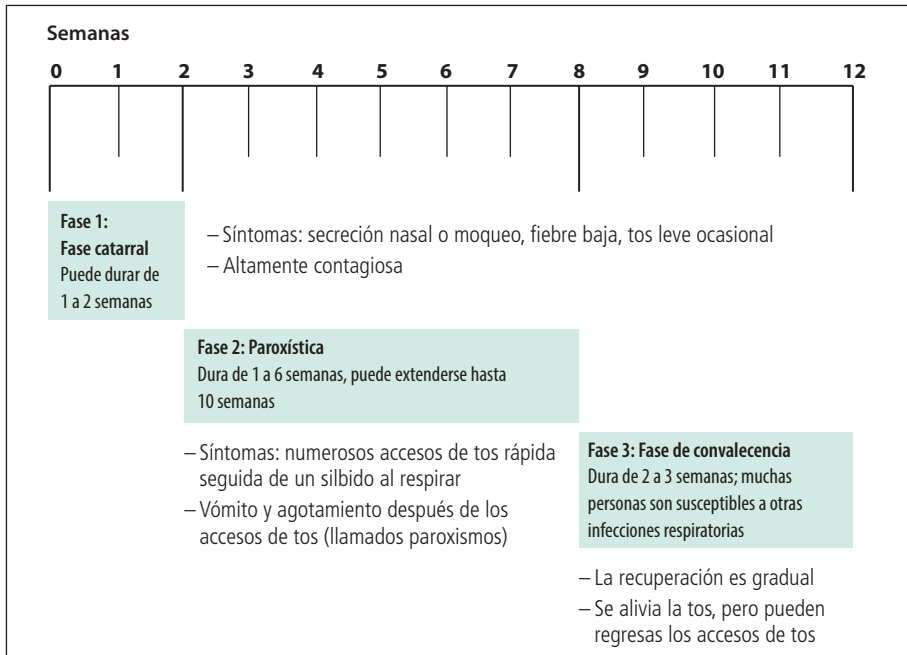 Semanas
0 1 2 3 4 5 6 7 8 9 10 11 12
Fase 1:
Fase catarral
Puede durar de
1 a 2 semanas
– Síntomas: secreción nasal o moqueo, fiebre baja, tos leve ocasional
– Altamente contagiosa
Fase 2: Paroxística
Dura de 1 a 6 semanas, puede extenderse hasta
10 semanas
– Síntomas: numerosos accesos de tos rápida
seguida de un silbido al respirar
– Vómito y agotamiento después de los
accesos de tos (llamados paroxismos)
Fase 3: Fase de convalecencia
Dura de 2 a 3 semanas; muchas
personas son susceptibles a otras
infecciones respiratorias
– La recuperación es gradual
– Se alivia la tos, pero pueden
regresas los accesos de tos